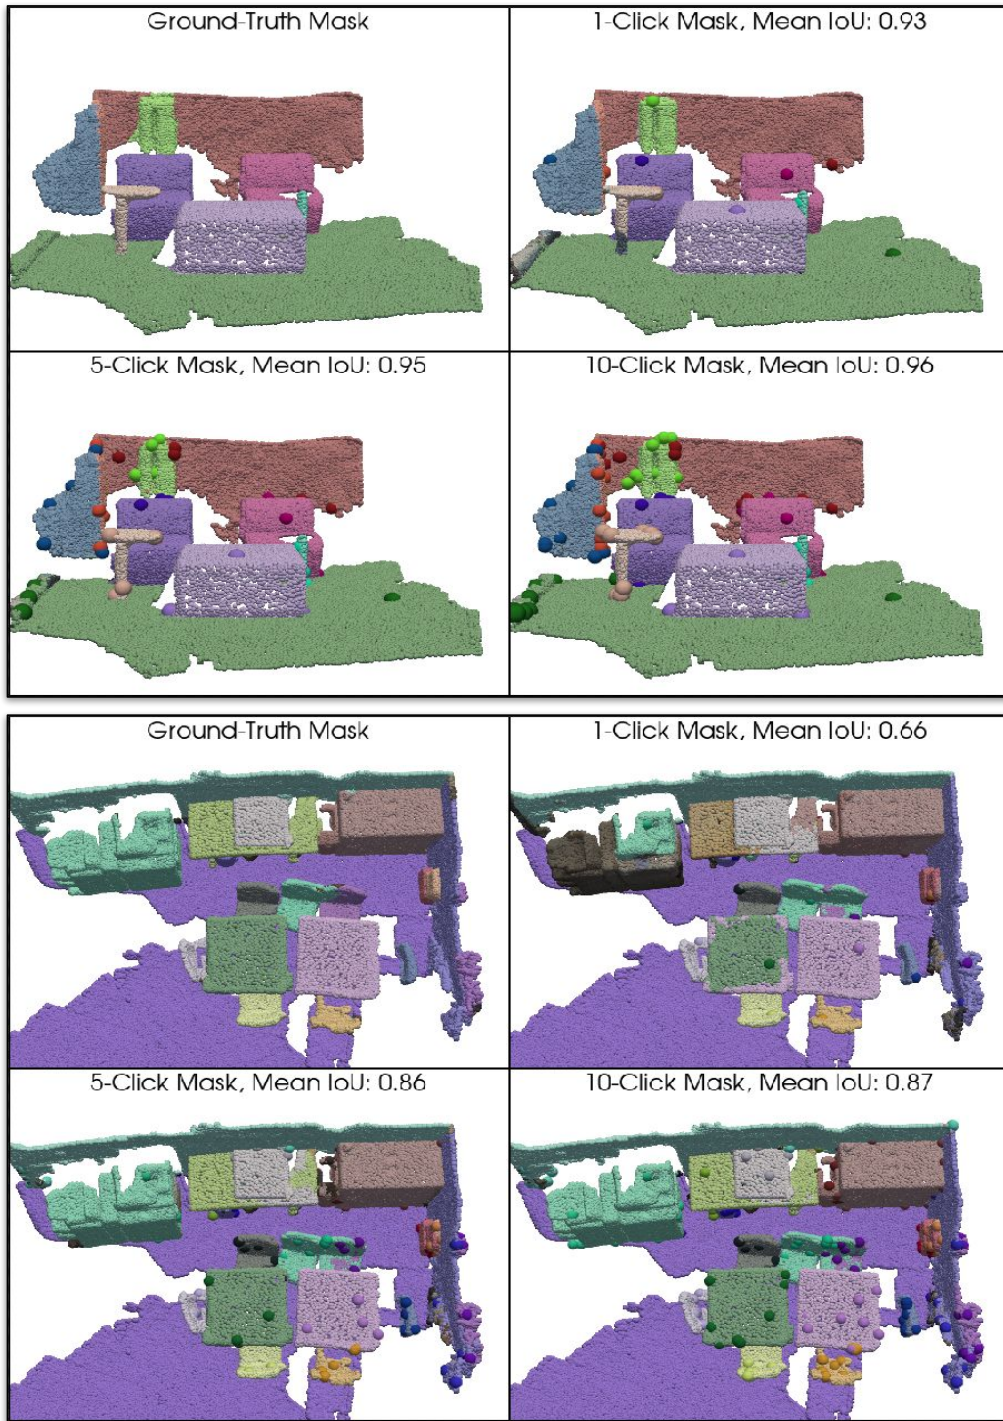 Ground-Truth Mask
1-Click Mask, Mean IoU: 0.93
5-Click Mask, Mean IoU: 0.95
10-Click Mask, Mean IoU: 0.96
Ground-Truth Mask
1-Click Mask, Mean IoU: 0.66
5-Click Mask, Mean IoU: 0.86
10-Click Mask, Mean IoU: 0.87